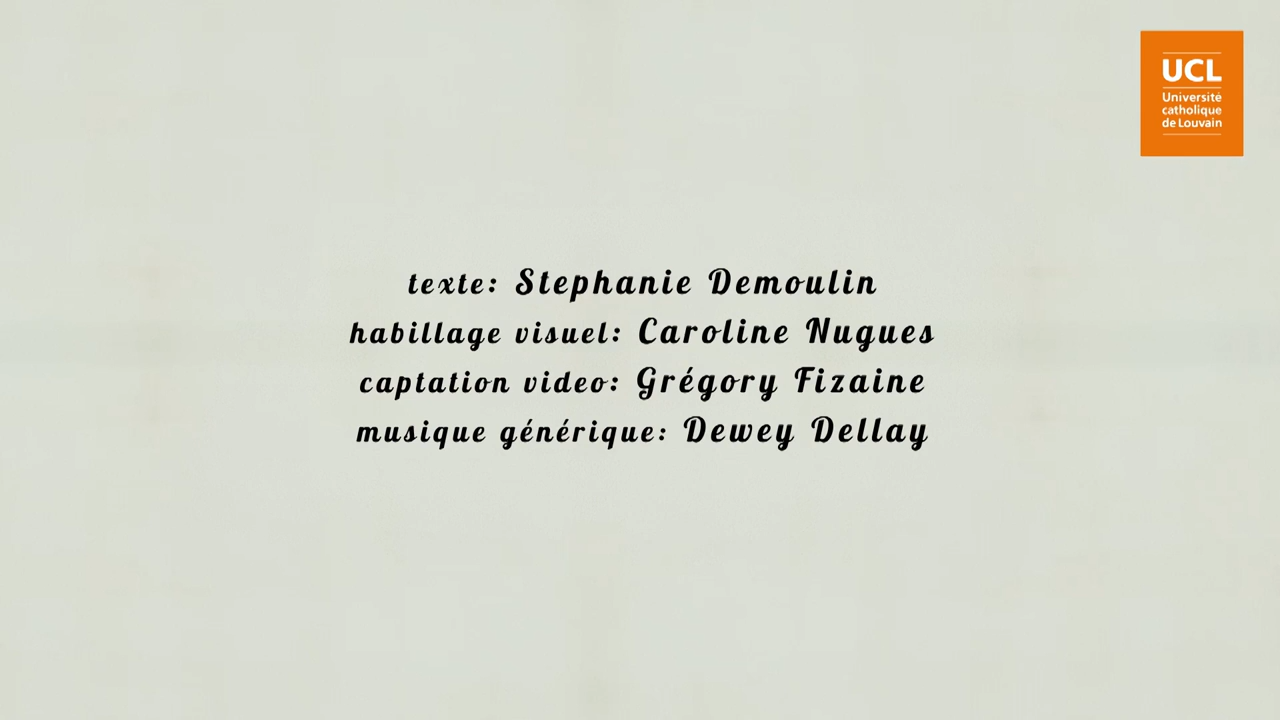 UCL
Université
catholique
de Louvain
texte: Stephanie Demoulin
habillage visuel: Caroline Nugues
captation video: Grégory Fizaine
musique générique: Dewey Dellay